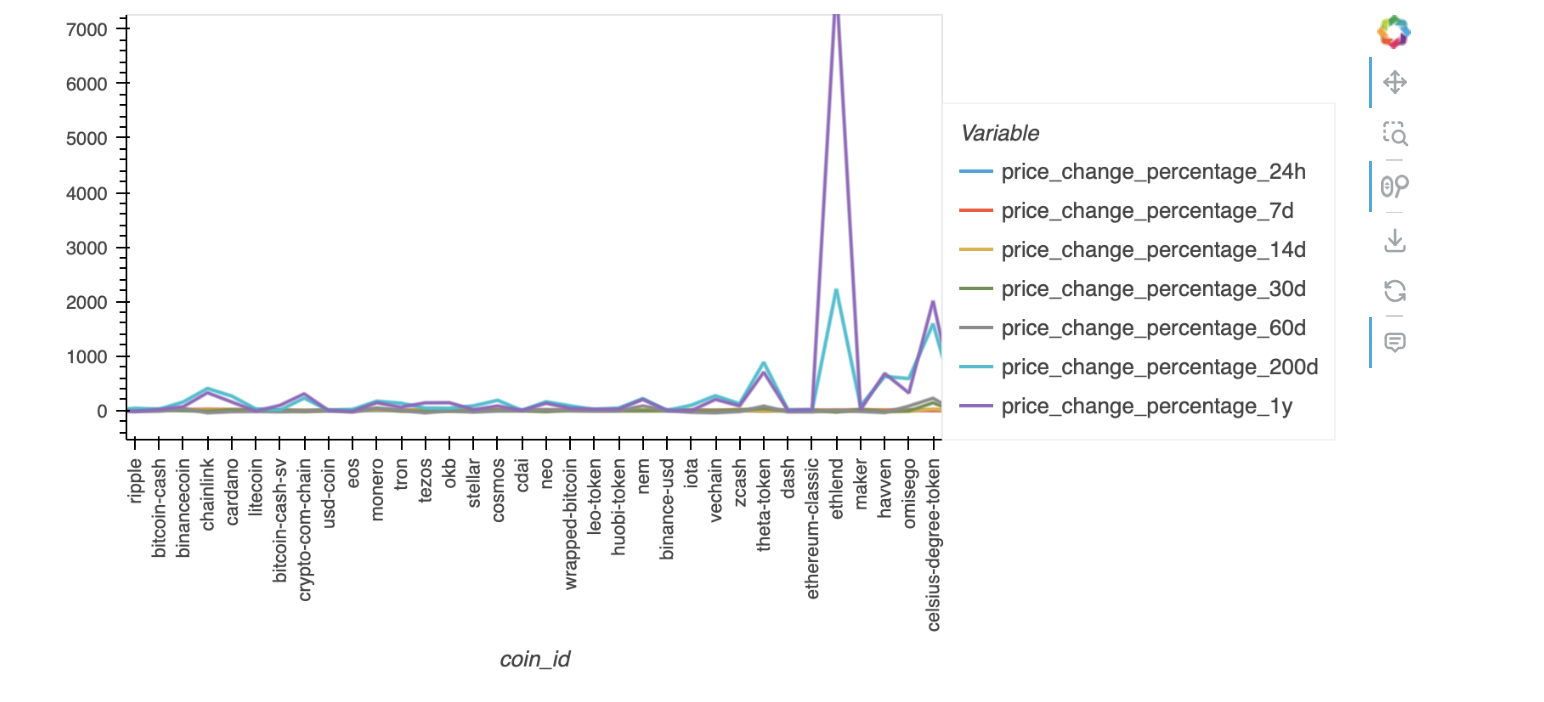 7000
6000
5000
4000
3000
2000
1000
0
Variable
price_change_percentage_24h
price_change_percentage_7d
price_change_percentage_14d
price_change_percentage_30d
price_change_percentage_60d
price_change_percentage_200d
price_change_percentage_1y
ripple
bitcoin-cash
binancecoin
chainlink
cardano
litecoin
bitcoin-cash-sv
crypto-com-chain
usd-coin
eos
monero
tron
tezos
okb
stellar
cosmos
cdai
neo
wrapped-bitcoin
leo-token
huobi-token
nem
binance-usd
iota
vechain
zcash
theta-token
dash
ethereum-classic
ethlend
maker
havven
omisego
celsius-degree-token
coin_id